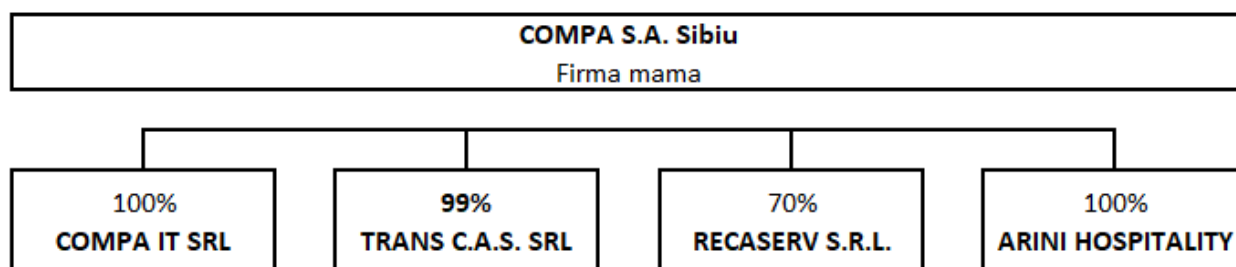 COMPA S.A. Sibiu
Firma mama
100%
COMPA IT SRL
99%
TRANS C.A.S. SRL
70%
RECASERV S.R.L.
100%
ARINI HOSPITALITY